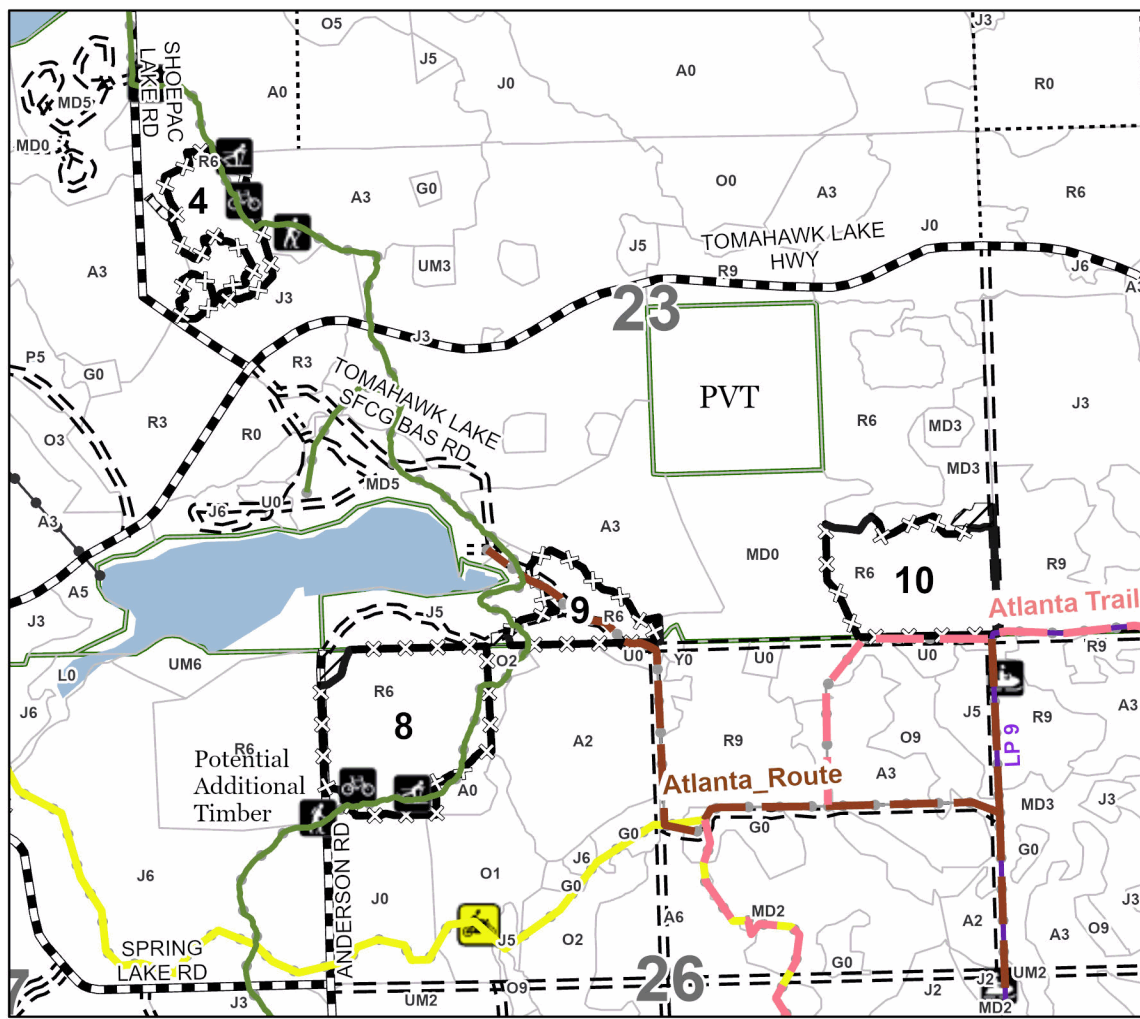 O5
J3
SHOEPAC
LAKE RD
J5
J0
A0
R0
A0
MD5
MD0
R6
4
A3
G0
O0
A3
R6
J0
TOMAHAWK LAKE
HWY
J5
UM3
A3
R9
J6
A3
J3
23
J3
P5
G0
R3
TOMAHAWK LAKE
SFCG BAS RD
PVT
J3
R3
R0
R6
MD3
O3
MD3
MD5
U0
J6
A3
A3
MD0
R9
R6
10
A5
J3
J5
9
R6
Atlanta Trail
R9
UM6
L0
O2
U0
Y0
U0
U0
J6
R6
8
J5
R9
A3
A2
R9
O9
LP 9
R6
Potential
Additional
Timber
A0
A3
Atlanta_Route
MD3
J3
G0
G0
G0
J6
O1
J6
G0
J0
ANDERSON RD
A6
MD2
A2
A3
O9
J3
J5
O2
SPRING
LAKE RD
7
26
G0
J2
UM2
J3
UM2
O9
J2
MD2